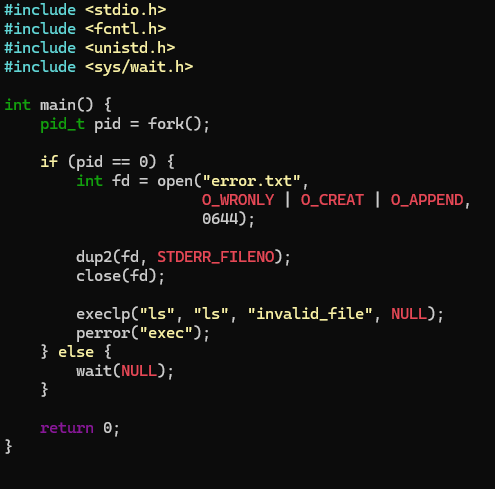 #include <stdio.h>
#include <fcntl.h>
#include <unistd.h>
#include <sys/wait.h>

int main() {
    pid_t pid = fork();

    if (pid == 0) {
        int fd = open("error.txt",
                      O_WRONLY | O_CREAT | O_APPEND,
                      0644);

        dup2(fd, STDERR_FILENO);
        close(fd);

        execlp("ls", "ls", "invalid_file", NULL);
        perror("exec");
    } else {
        wait(NULL);
    }

    return 0;
}